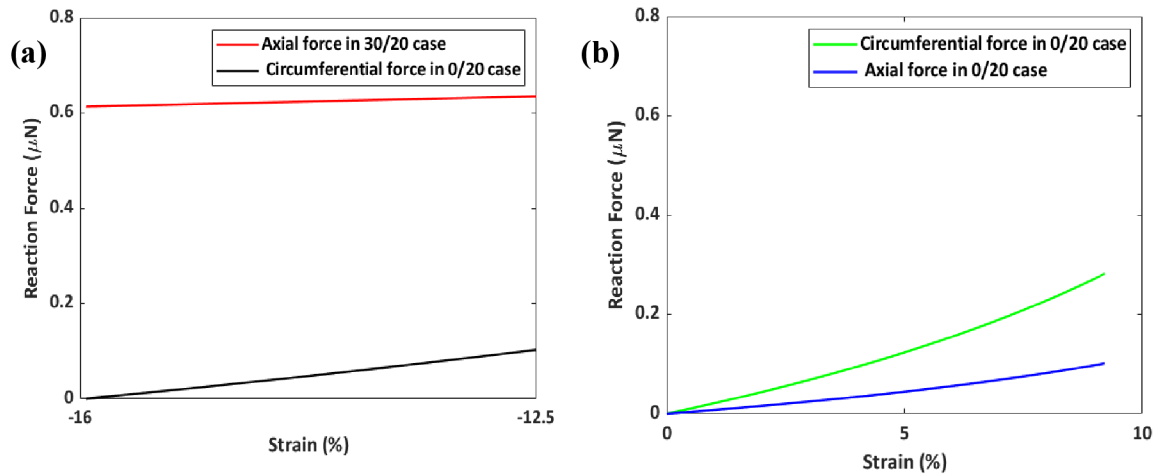 (a)
0.8
0.6
0.4
0.2
0
Reaction Force (μN)
Axial force in 30/20 case
Circumferential force in 0/20 case
-16
-12.5
Strain (%)
(b)
0.8
0.6
0.4
0.2
0
Reaction Force (μN)
Circumferential force in 0/20 case
Axial force in 0/20 case
0
5
10
Strain (%)